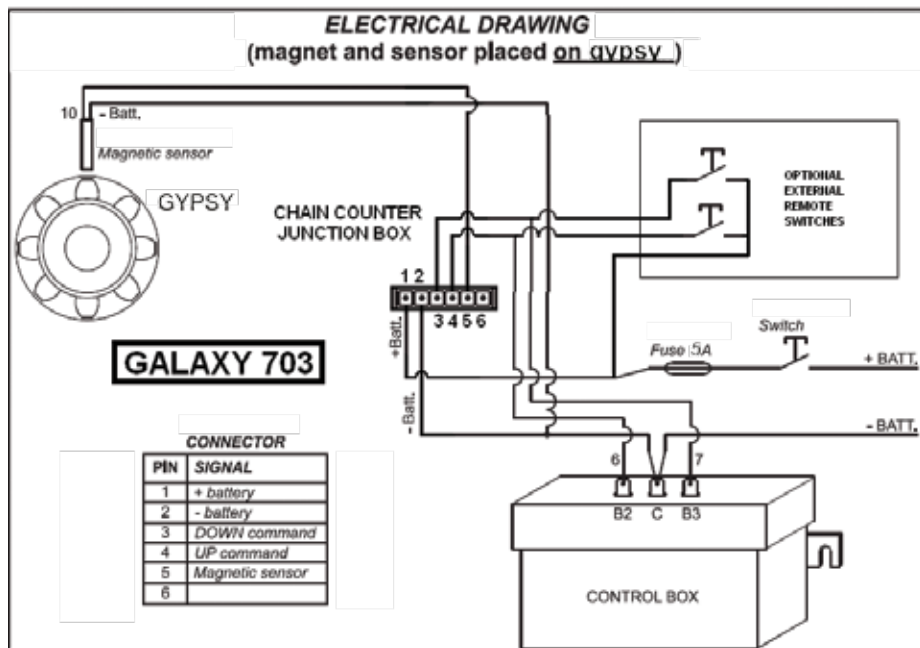 ELECTRICAL DRAWING
(magnet and sensor placed on gypsy )
10
- Batt.
Magnetic sensor
GYPSY
CHAIN COUNTER
JUNCTION BOX
OPTIONAL
EXTERNAL
REMOTE
SWITCHES
1 2
3 4 5 6
+Batt.
- Batt.
Fuse 5A
Switch
+ BATT.
- BATT.
GALAXY 703
CONNECTOR
PIN SIGNAL
1 + battery
2 - battery
3 DOWN command
4 UP command
5 Magnetic sensor
6
6
7
B2 C B3
CONTROL BOX